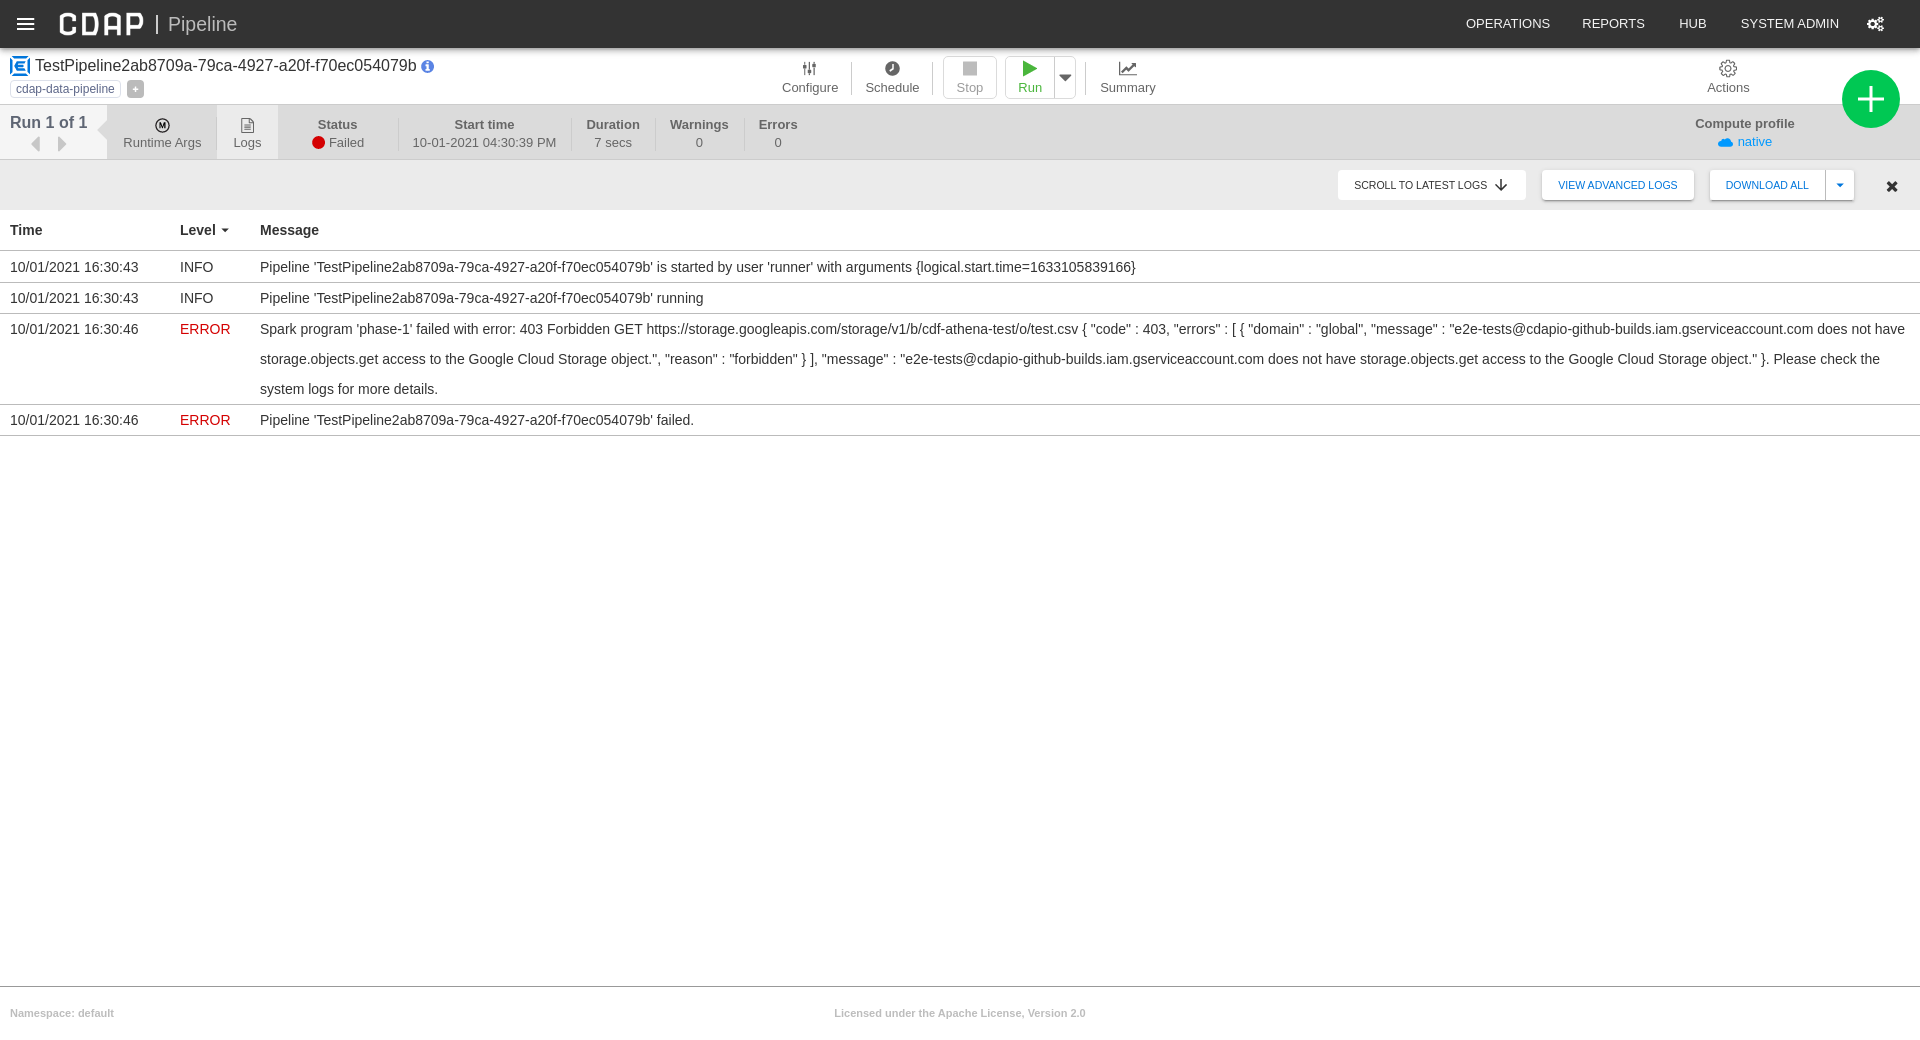 CDAP | Pipeline
OPERATIONS
REPORTS
HUB
SYSTEM ADMIN
TestPipeline2ab8709a-79ca-4927-a20f-f70ec054079b
cdap-data-pipeline
+
Configure
Schedule
Stop
Run
Summary
Actions
Run 1 of 1
Runtime Args
Logs
Status
Failed
Start time
10-01-2021 04:30:39 PM
Duration
7 secs
Warnings
0
Errors
0
Compute profile
native
SCROLL TO LATEST LOGS
VIEW ADVANCED LOGS
DOWNLOAD ALL
Time Level Message
10/01/2021 16:30:43 INFO Pipeline 'TestPipeline2ab8709a-79ca-4927-a20f-f70ec054079b' is started by user 'runner' with arguments {logical.start.time=1633105839166}
10/01/2021 16:30:43 INFO Pipeline 'TestPipeline2ab8709a-79ca-4927-a20f-f70ec054079b' running
10/01/2021 16:30:46 ERROR Spark program 'phase-1' failed with error: 403 Forbidden GET https://storage.googleapis.com/storage/v1/b/cdf-athena-test/o/test.csv { "code" : 403, "errors" : [ { "domain" : "global", "message" : "e2e-tests@cdapio-github-builds.iam.gserviceaccount.com does not have
storage.objects.get access to the Google Cloud Storage object.", "reason" : "forbidden" } ], "message" : "e2e-tests@cdapio-github-builds.iam.gserviceaccount.com does not have storage.objects.get access to the Google Cloud Storage object." }. Please check the
system logs for more details.
10/01/2021 16:30:46 ERROR Pipeline 'TestPipeline2ab8709a-79ca-4927-a20f-f70ec054079b' failed.
Namespace: default
Licensed under the Apache License, Version 2.0